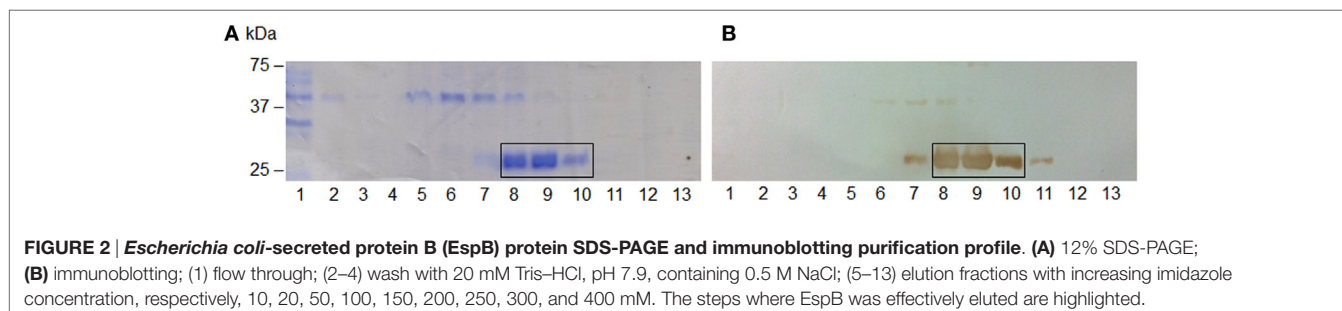 A kDa
B
75 –
37 –
25 –
1 2 3 4 5 6 7 8 9 10 11 12 13
1 2 3 4 5 6 7 8 9 10 11 12 13
FIGURE 2 | Escherichia coli-secreted protein B (EspB) protein SDS-PAGE and immunoblotting purification profile. (A) 12% SDS-PAGE;
(B) immunoblotting; (1) flow through; (2–4) wash with 20 mM Tris–HCl, pH 7.9, containing 0.5 M NaCl; (5–13) elution fractions with increasing imidazole
concentration, respectively, 10, 20, 50, 100, 150, 200, 250, 300, and 400 mM. The steps where EspB was effectively eluted are highlighted.